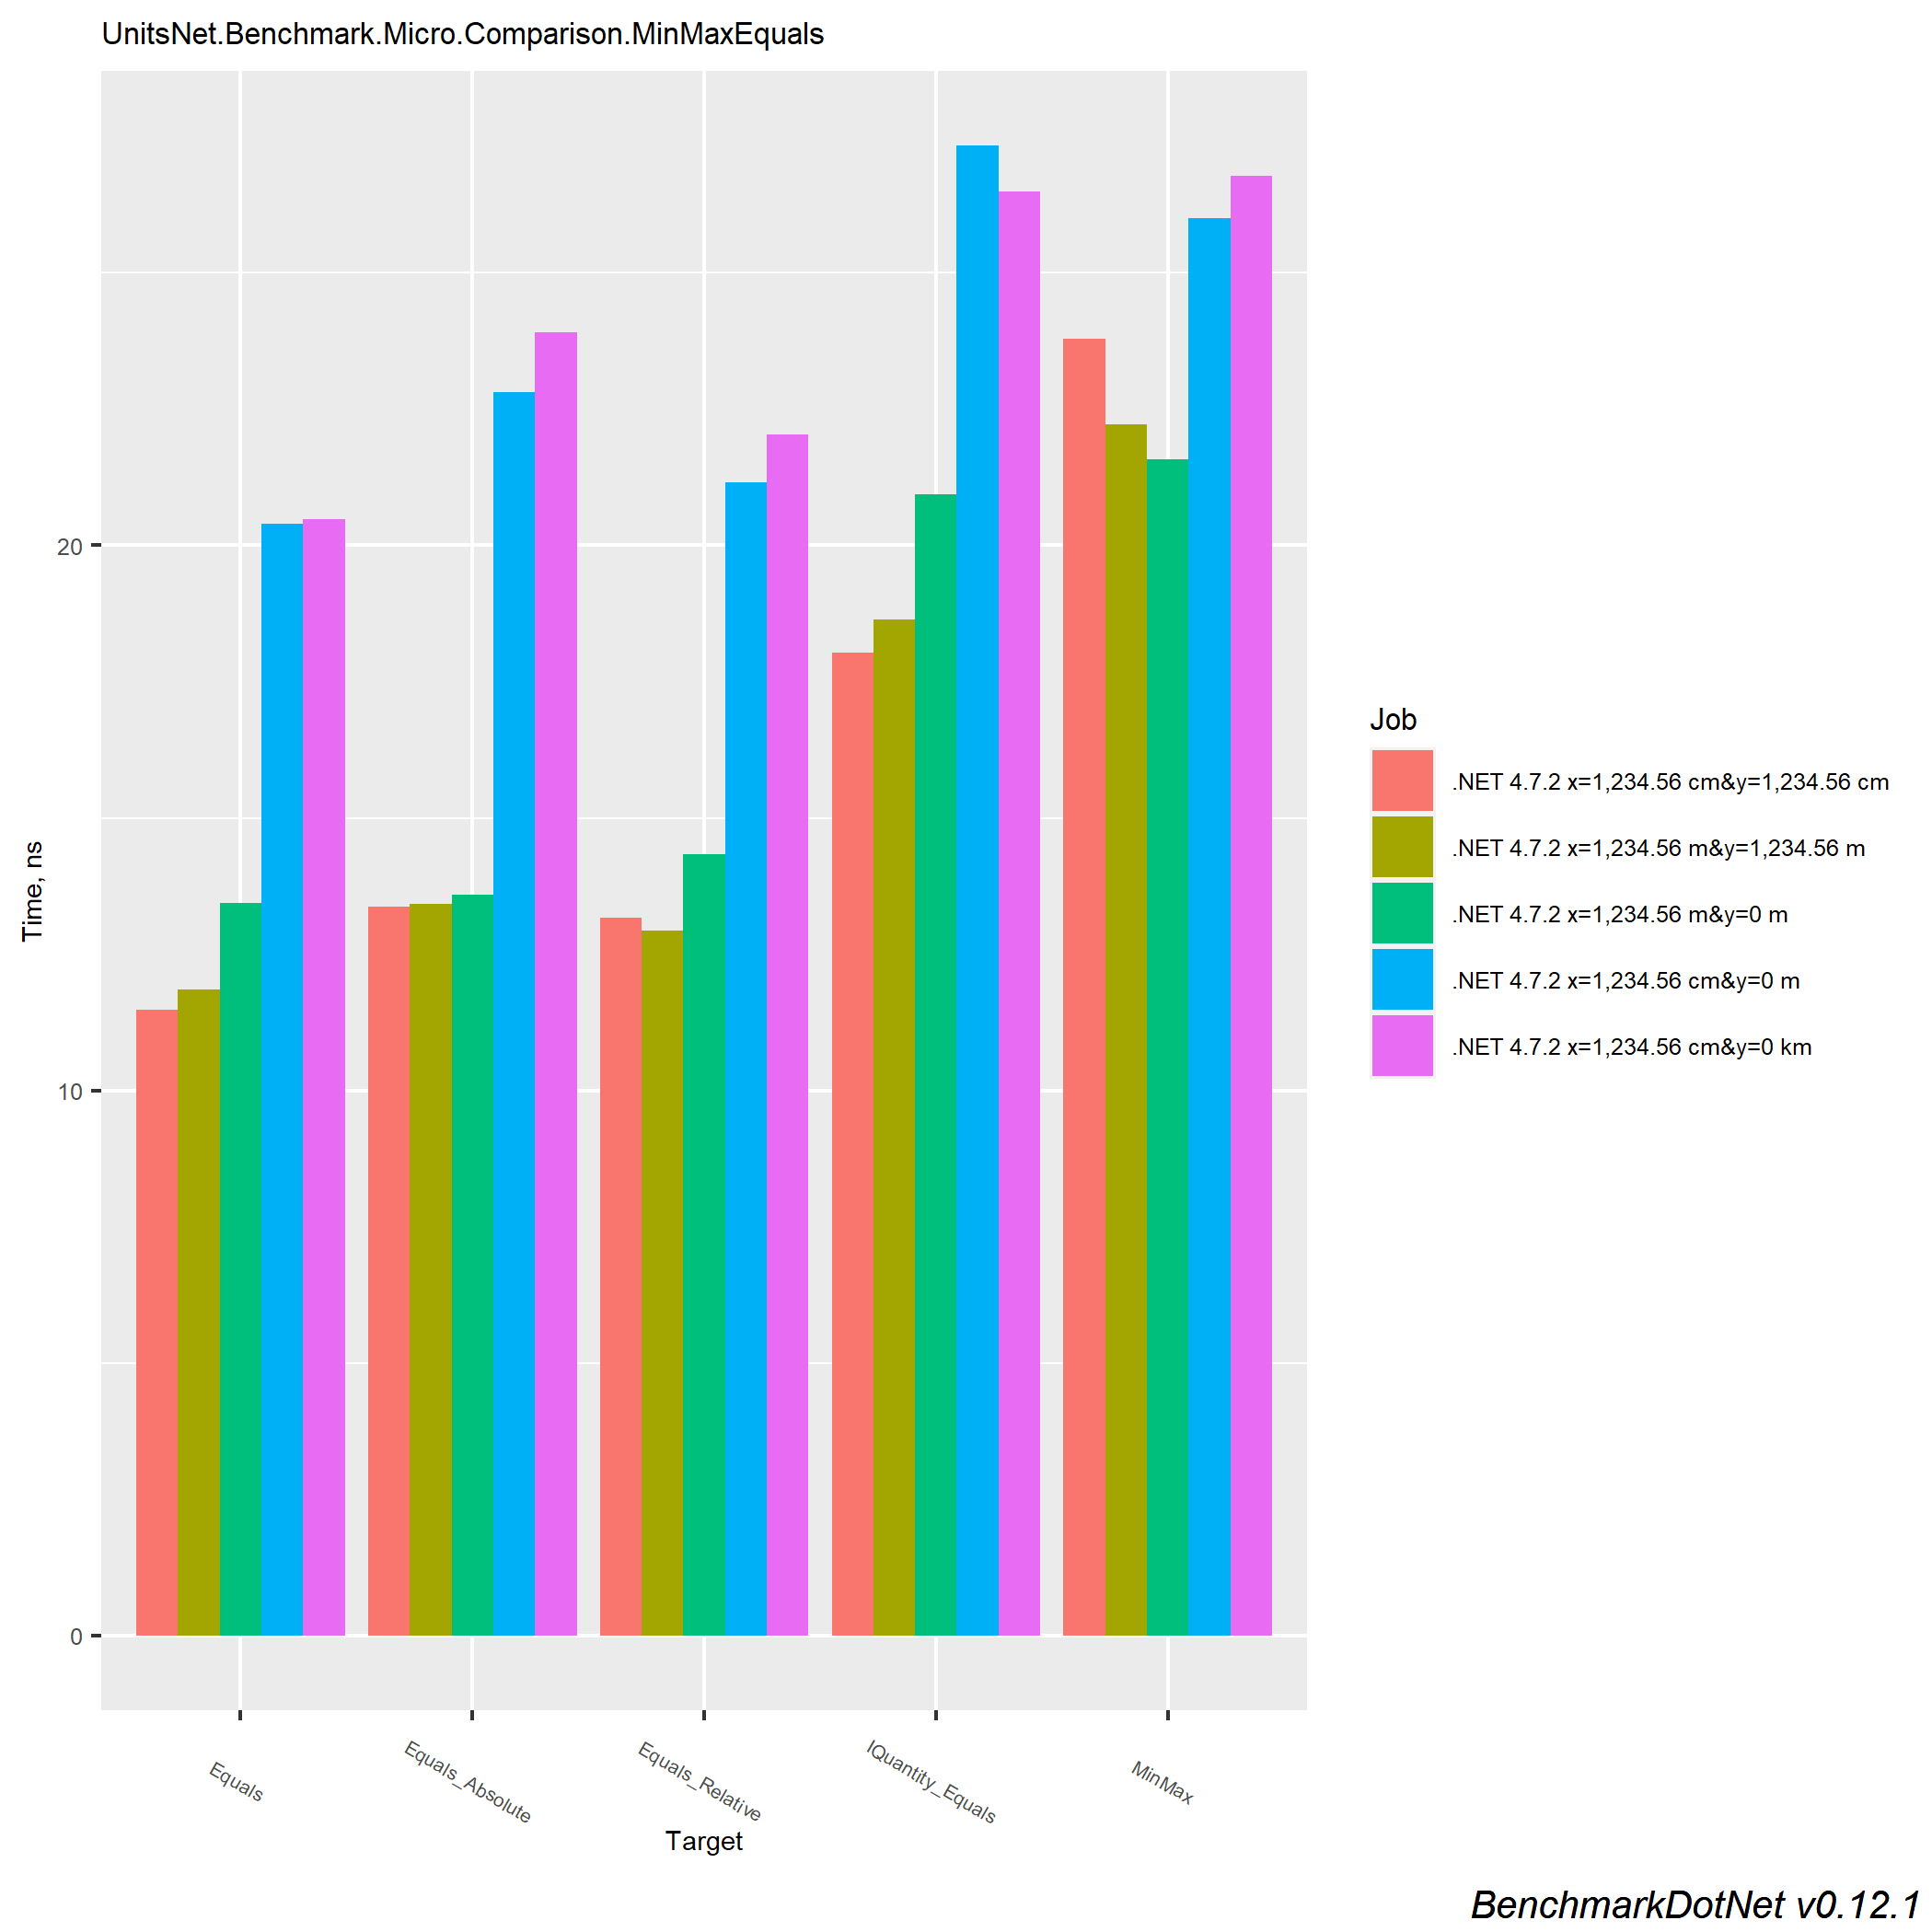 UnitsNet.Benchmark.Micro.Comparison.MinMaxEquals
Time, ns
20
10
0
Equals
Equals_Absolute
Equals_Relative
IQuantity_Equals
MinMax
Target
Job
.NET 4.7.2 x=1,234.56 cm&y=1,234.56 cm
.NET 4.7.2 x=1,234.56 m&y=1,234.56 m
.NET 4.7.2 x=1,234.56 m&y=0 m
.NET 4.7.2 x=1,234.56 cm&y=0 m
.NET 4.7.2 x=1,234.56 cm&y=0 km
BenchmarkDotNet v0.12.1